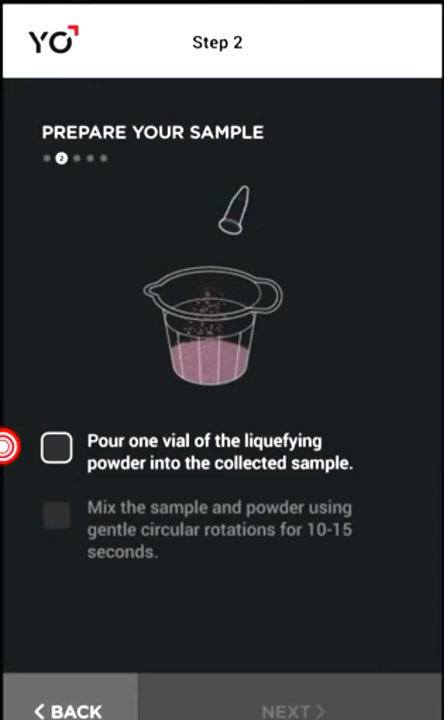 YO
Step 2
PREPARE YOUR SAMPLE
2
Pour one vial of the liquefying
powder into the collected sample.
Mix the sample and powder using
gentle circular rotations for 10-15
seconds.
< BACK
NEXT >